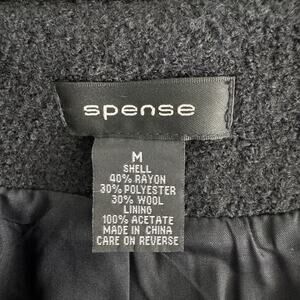 spense
M
SHELL
40% RAYON
30% POLYESTER
30% WOOL
LINING
100% ACETATE
MADE IN CHINA
CARE ON REVERSE